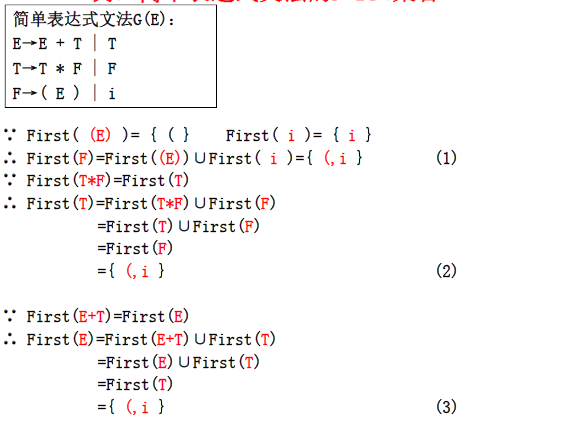 简单表达式文法G(E):
E→E + T | T
T→T * F | F
F→( E ) | i
∵ First( (E) )= { ( } First( i )= { i }
∴ First(F)=First((E))∪First( i )={ (,i } (1)
∵ First(T*F)=First(T)
∴ First(T)=First(T*F)∪First(F)
=First(T)∪First(F)
=First(F)
={ (,i } (2)
∵ First(E+T)=First(E)
∴ First(E)=First(E+T)∪First(T)
=First(E)∪First(T)
=First(T)
={ (,i } (3)